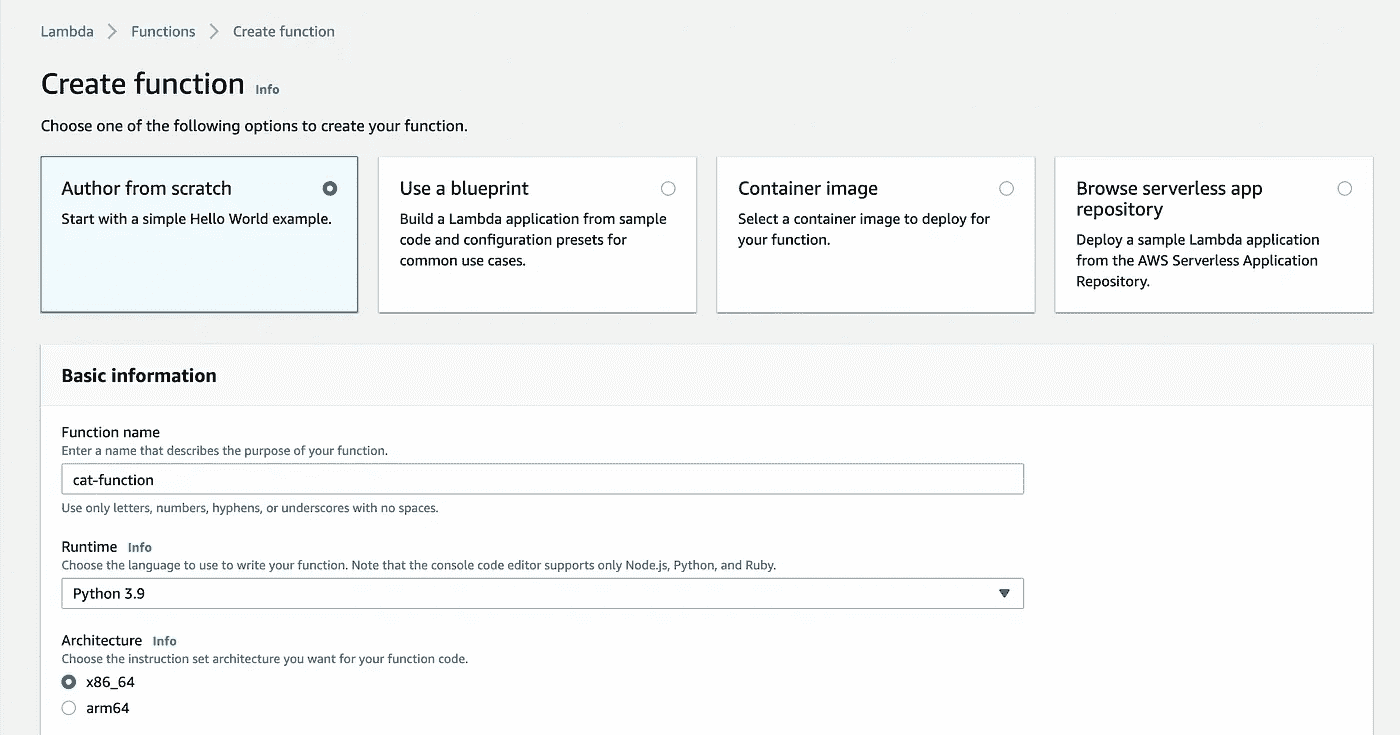 Lambda > Functions > Create function
Create function Info
Choose one of the following options to create your function.
Author from scratch
Start with a simple Hello World example.
Use a blueprint
Build a Lambda application from sample
code and configuration presets for
common use cases.
Container image
Select a container image to deploy for
your function.
Browse serverless app
repository
Deploy a sample Lambda application
from the AWS Serverless Application
Repository.
Basic information
Function name
Enter a name that describes the purpose of your function.
cat-function
Use only letters, numbers, hyphens, or underscores with no spaces.
Runtime Info
Choose the language to use to write your function. Note that the console code editor supports only Node.js, Python, and Ruby.
Python 3.9
Architecture Info
Choose the instruction set architecture you want for your function code.
x86_64
arm64